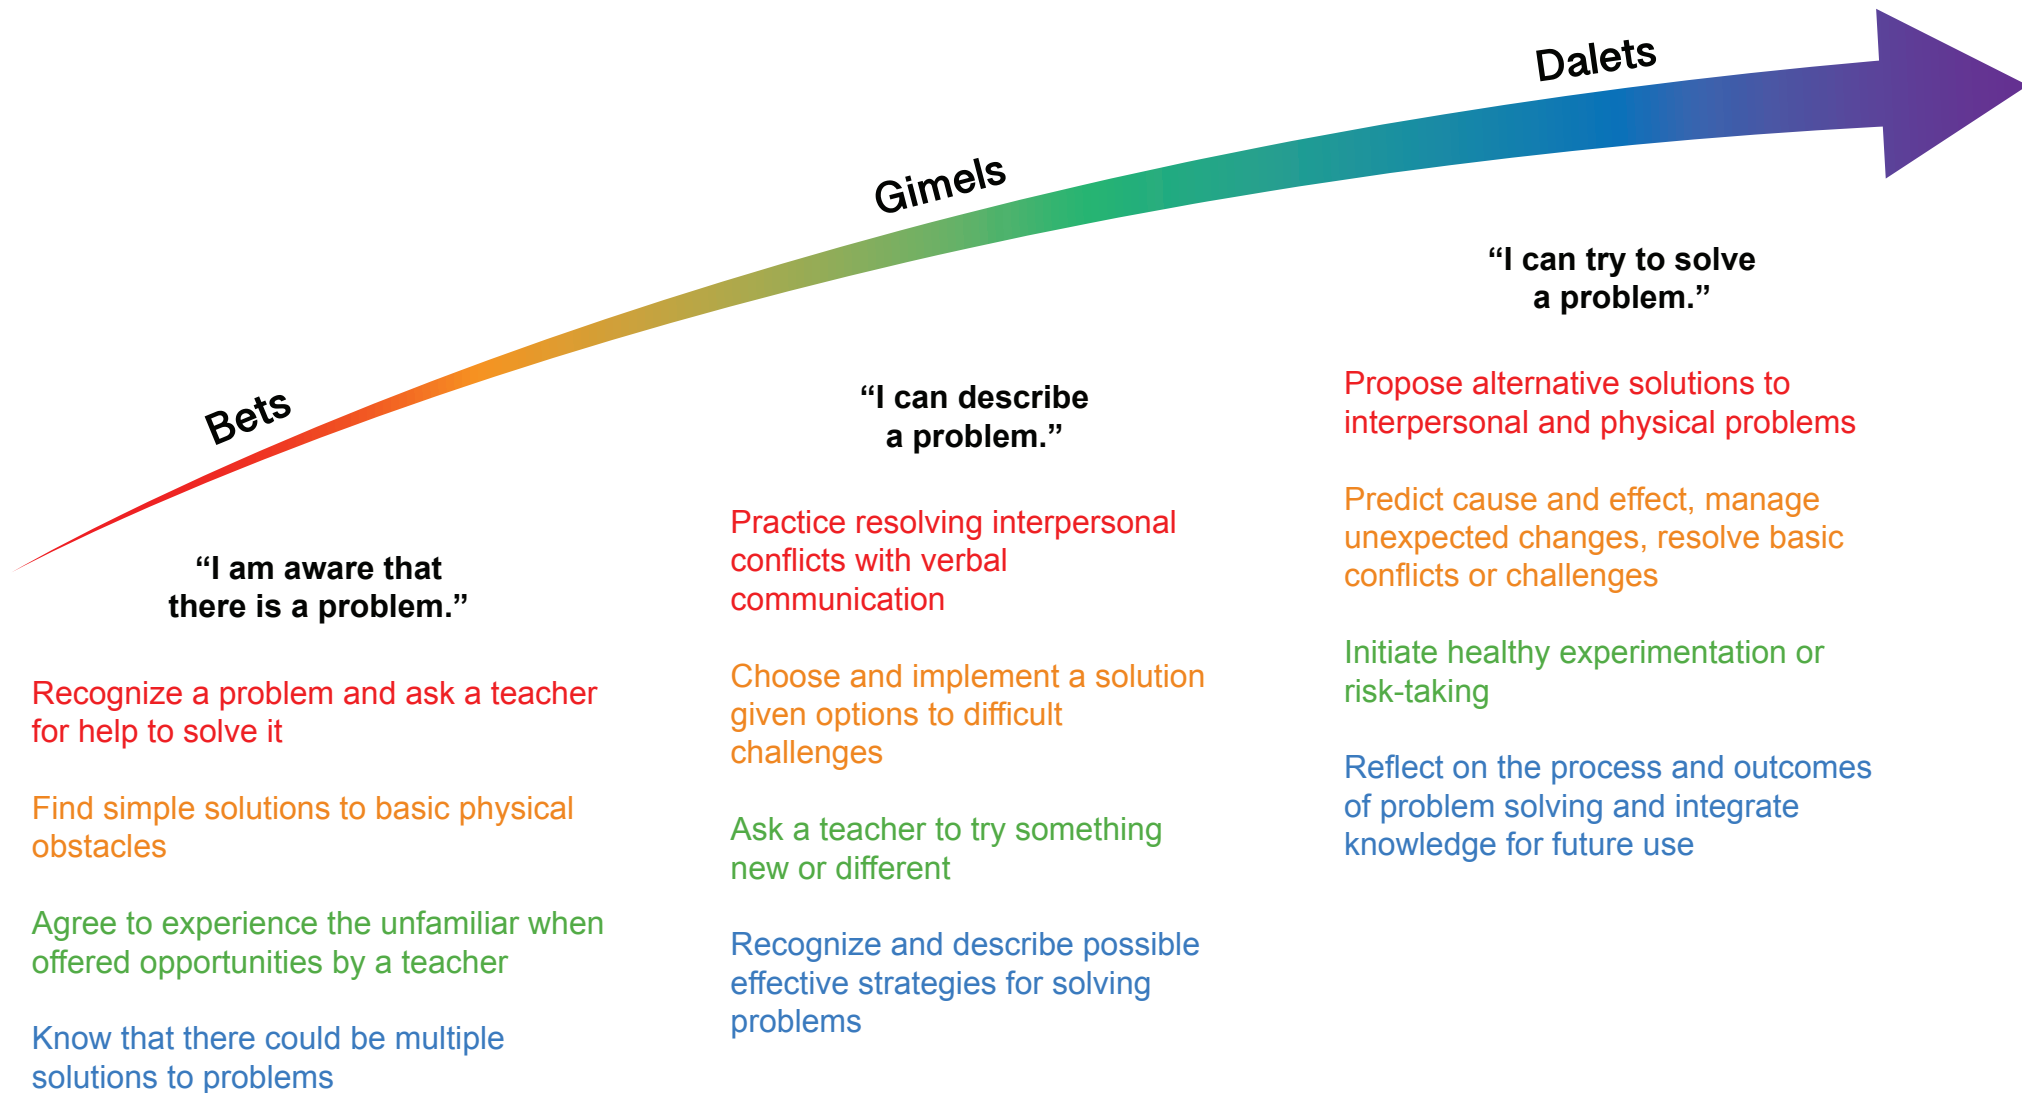 Bets
“I am aware that
there is a problem.”
Recognize a problem and ask a teacher
for help to solve it
Find simple solutions to basic physical
obstacles
Agree to experience the unfamiliar when
offered opportunities by a teacher
Know that there could be multiple
solutions to problems
Gimels
“I can describe
a problem.”
Practice resolving interpersonal
conflicts with verbal
communication
Choose and implement a solution
given options to difficult
challenges
Ask a teacher to try something
new or different
Recognize and describe possible
effective strategies for solving
problems
Dalets
“I can try to solve
a problem.”
Propose alternative solutions to
interpersonal and physical problems
Predict cause and effect, manage
unexpected changes, resolve basic
conflicts or challenges
Initiate healthy experimentation or
risk-taking
Reflect on the process and outcomes
of problem solving and integrate
knowledge for future use